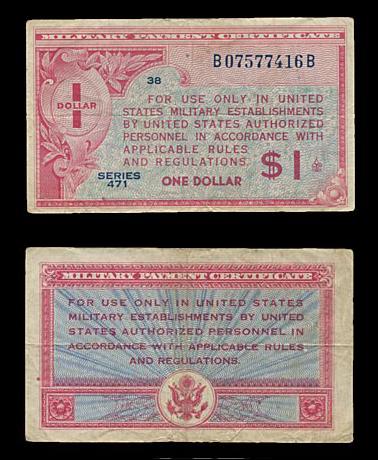 MILITARY PAYMENT CERTIFICATE
B07577416B
38
1
DOLLAR
FOR USE ONLY IN UNITED
STATES MILITARY ESTABLISHMENTS
BY UNITED STATES AUTHORIZED
PERSONNEL IN ACCORDANCE WITH
APPLICABLE RULES
AND REGULATIONS.
SERIES
471
ONE DOLLAR
$1
MILITARY PAYMENT CERTIFICATE
FOR USE ONLY IN UNITED STATES
MILITARY ESTABLISHMENTS BY UNITED
STATES AUTHORIZED PERSONNEL IN
ACCORDANCE WITH APPLICABLE RULES
AND REGULATIONS.